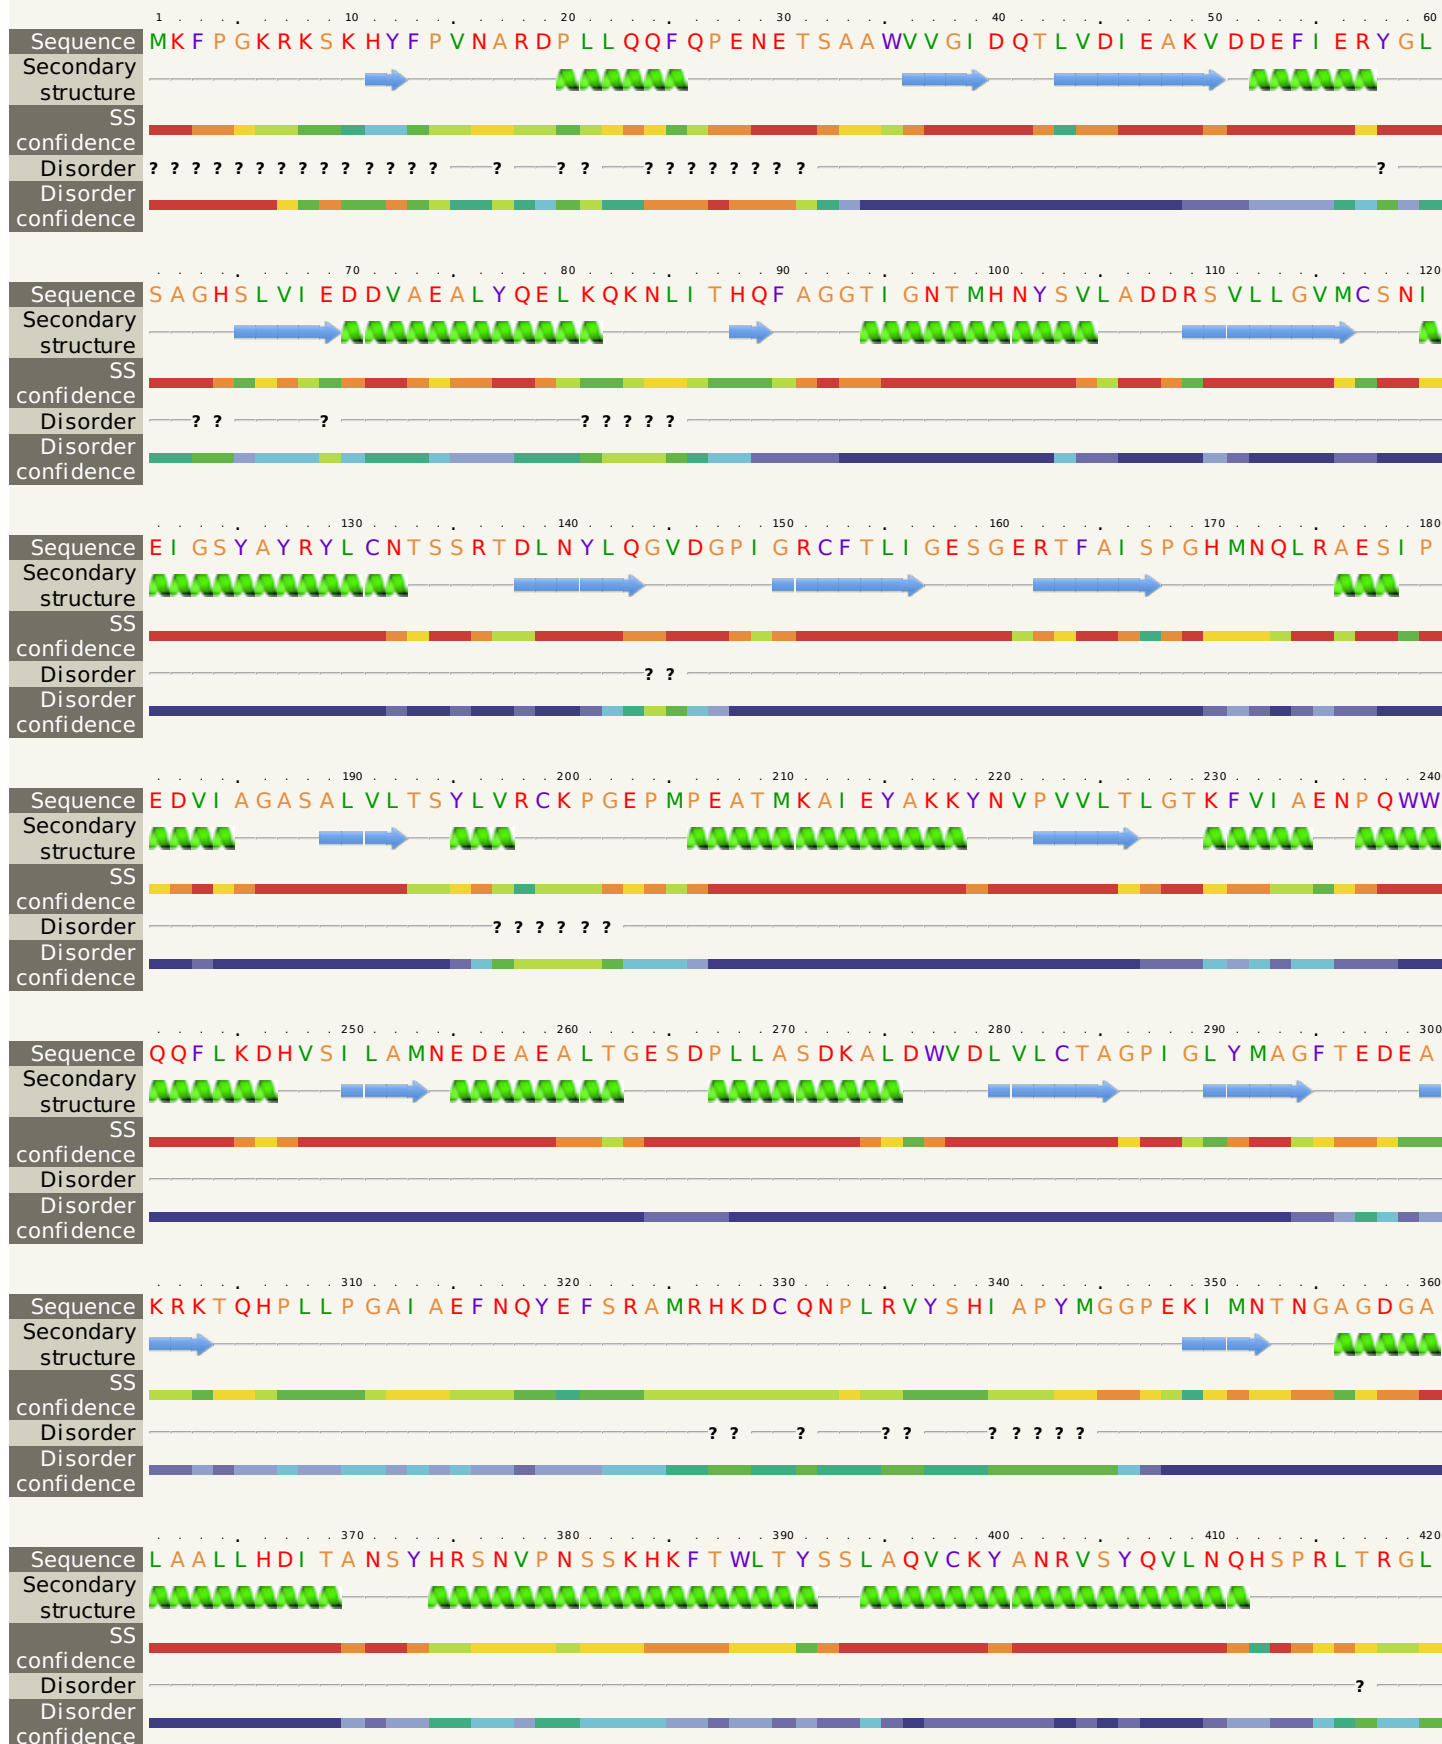 1 10 20 30 40 50 60
Sequence MKFPGKRKSKHYFPVNARDPLLQQFQPENETSAAWVVGIDQTLVDIEAKVDDEFIERYGL
Secondary
structure
SS
confidence
Disorder ? ? ? ? ? ? ? ? ? ? ? ? ? ? ? ? ? ? ? ? ? ? ? ? ? ?
Disorder
confidence
70 80 90 100 110 120
Sequence SAGHSLVIEDDVAEALYQELKQKNLITHQFAGGTIGNTMHNYSVLADDRSVLLGVMCSNI
Secondary
structure
SS
confidence
Disorder ? ? ? ? ? ? ? ?
Disorder
confidence
130 140 150 160 170 180
Sequence EIGSYAYRYLCNTSSRTDLNYLQGVDGPIGRCFTLIGESGERTFAISPGHMNQLRAESIP
Secondary
structure
SS
confidence
Disorder ? ?
Disorder
confidence
190 200 210 220 230 240
Sequence EDVIAGASALVLTSYLVRCKPGEPMPEATMKAIEYAKKYNVPVVLTLGTKFVIAENPQWW
Secondary
structure
SS
confidence
Disorder ? ? ? ? ? ?
Disorder
confidence
250 260 270 280 290 300
Sequence QQFLKDHVSILAMNEDEAEALTGESDPLLASDKALDWVDLVLCTAGPIGLYMAGFTEDEA
Secondary
structure
SS
confidence
Disorder
Disorder
confidence
310 320 330 340 350 360
Sequence KRKTQHPLLPGAIAEFNQYEFSRAMRHKDCQNPLRVYSHIAPYMGGPEKIMNTNGAGDGA
Secondary
structure
SS
confidence
Disorder ? ? ? ? ? ? ? ? ? ?
Disorder
confidence
370 380 390 400 410 420
Sequence LAALLHDITANSYHRSNVPNSSKHKFTWLTYSSLAQVCKYANRVSYQVLNQHSPRLTRGL
Secondary
structure
SS
confidence
Disorder ?
Disorder
confidence